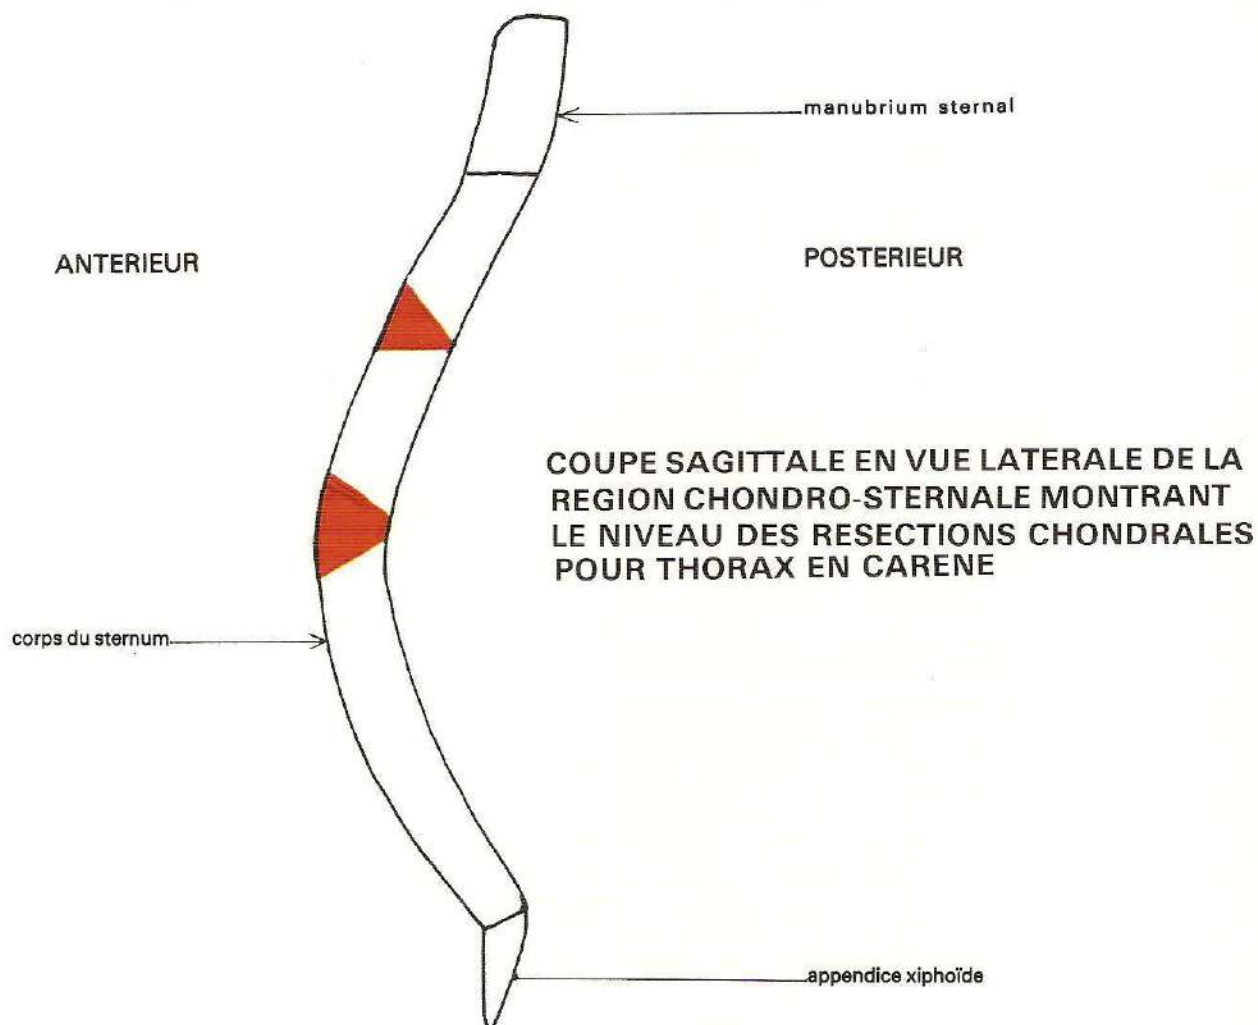 manubrium sternal
ANTERIEUR
POSTERIEUR
COUPE SAGITTALE EN VUE LATERALE DE LA
REGION CHONDRO-STERNALE MONTRANT
LE NIVEAU DES RESECTIONS CHONDRALES
POUR THORAX EN CARENE
corps du sternum
appendice xiphoïde